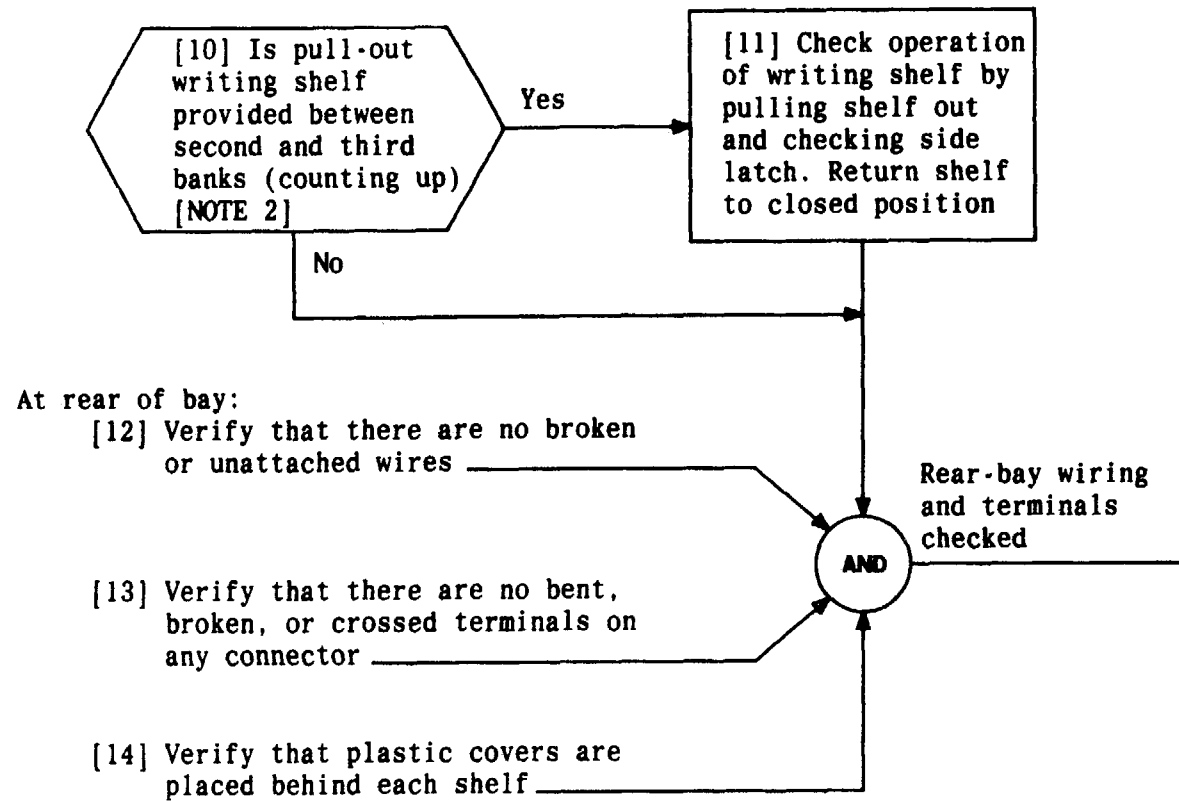 [10] Is pull-out
writing shelf
provided between
second and third
banks (counting up)
[NOTE 2]
Yes
No
[11] Check operation
of writing shelf by
pulling shelf out
and checking side
latch. Return shelf
to closed position
At rear of bay:
[12] Verify that there are no broken
or unattached wires
[13] Verify that there are no bent,
broken, or crossed terminals on
any connector
[14] Verify that plastic covers are
placed behind each shelf
AND
Rear-bay wiring
and terminals
checked